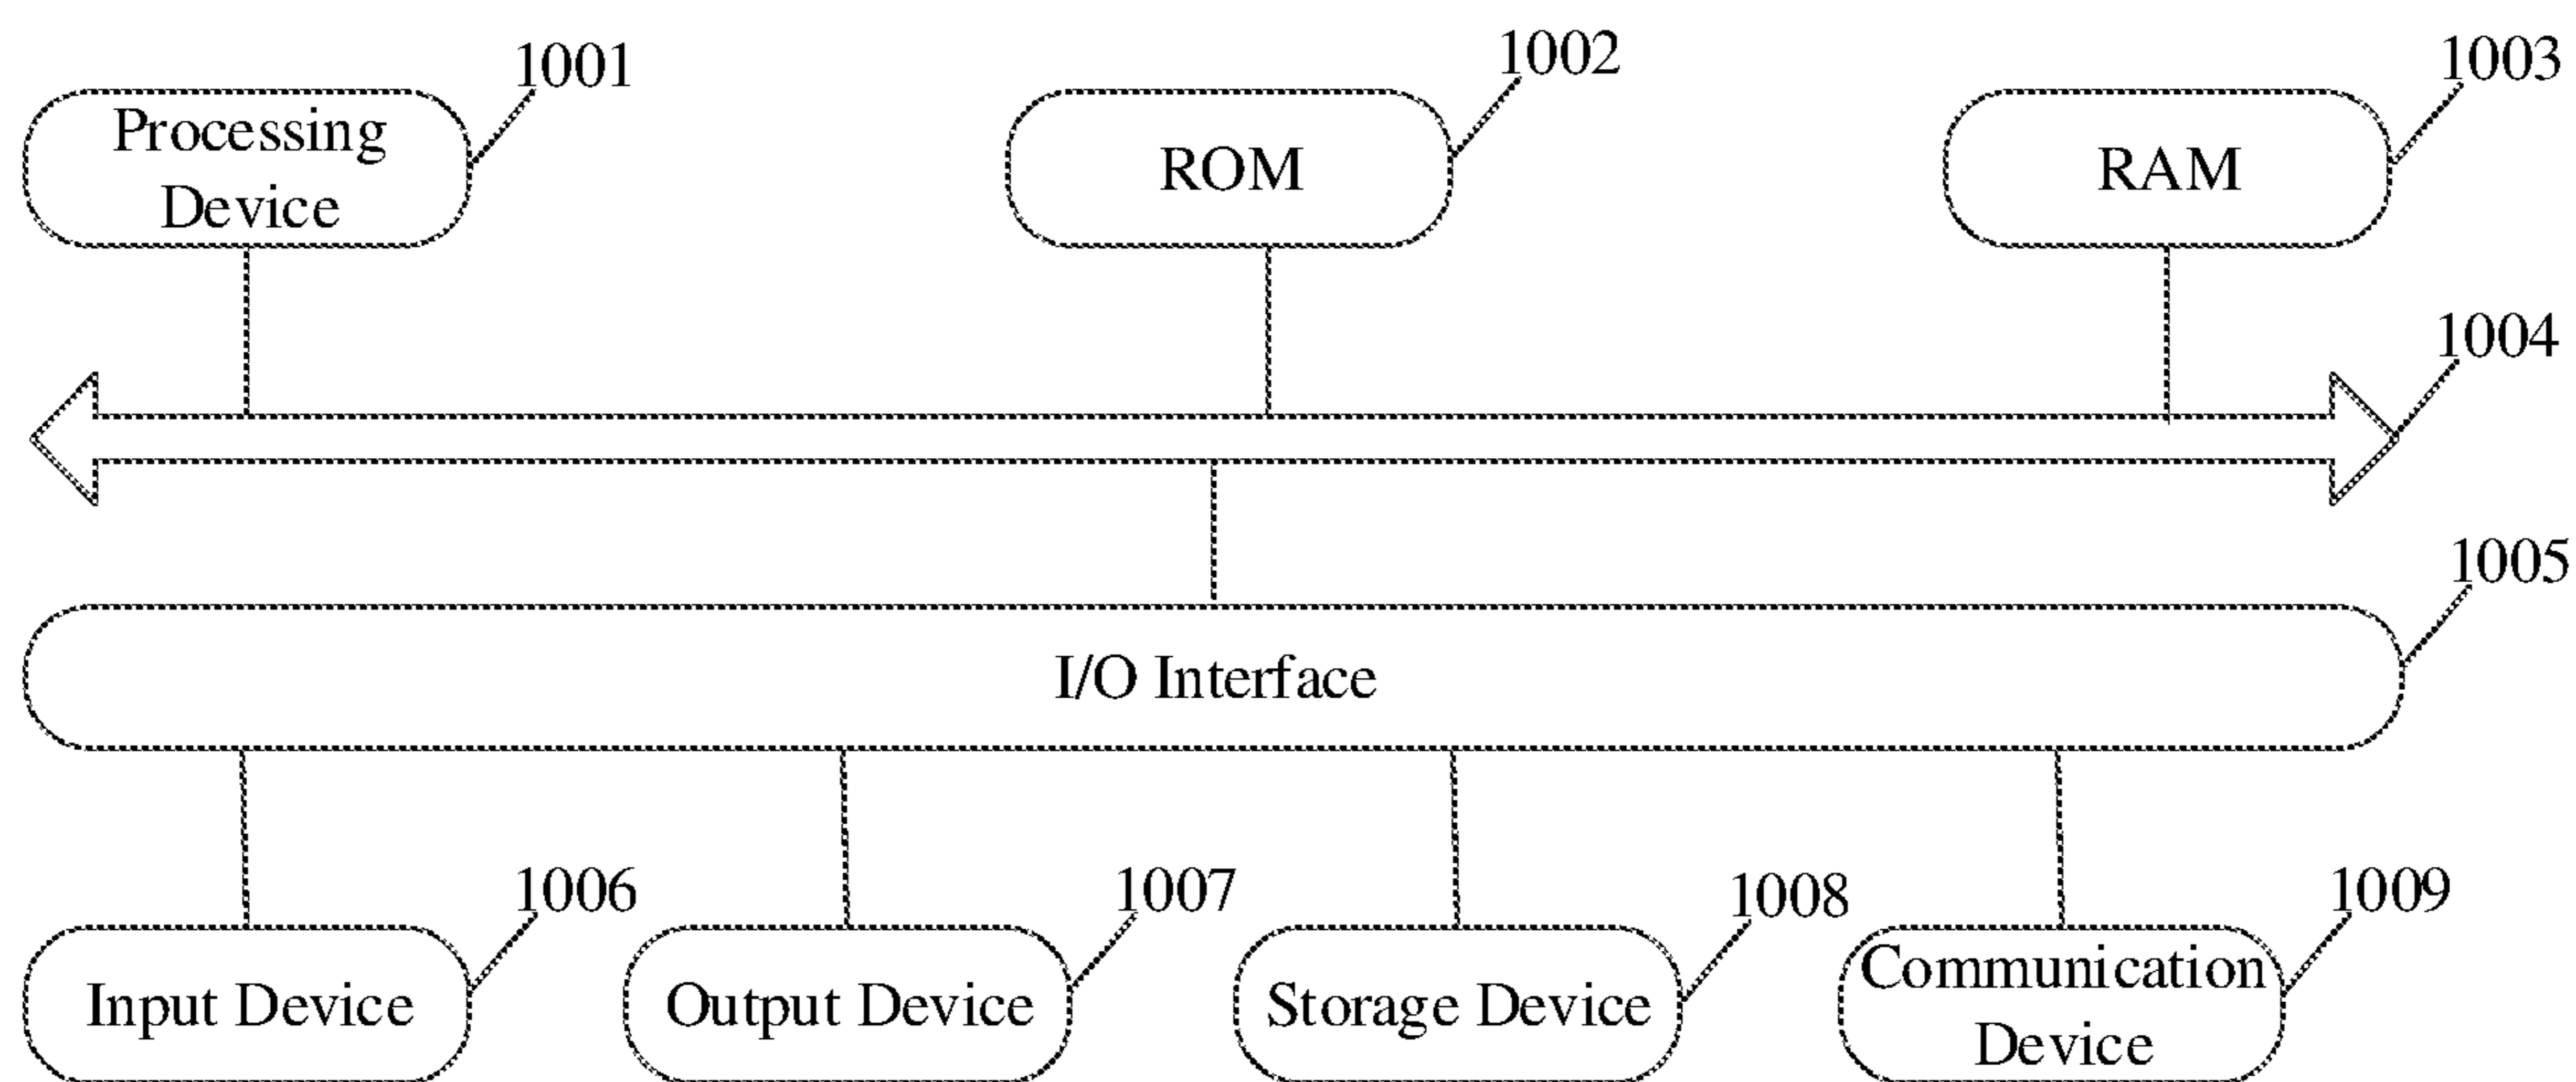 1001
1002
1003
Processing
Device
ROM
RAM
1004
1005
I/O Interface
1006
1007
1008
1009
Input Device
Output Device
Storage Device
Communication
Device